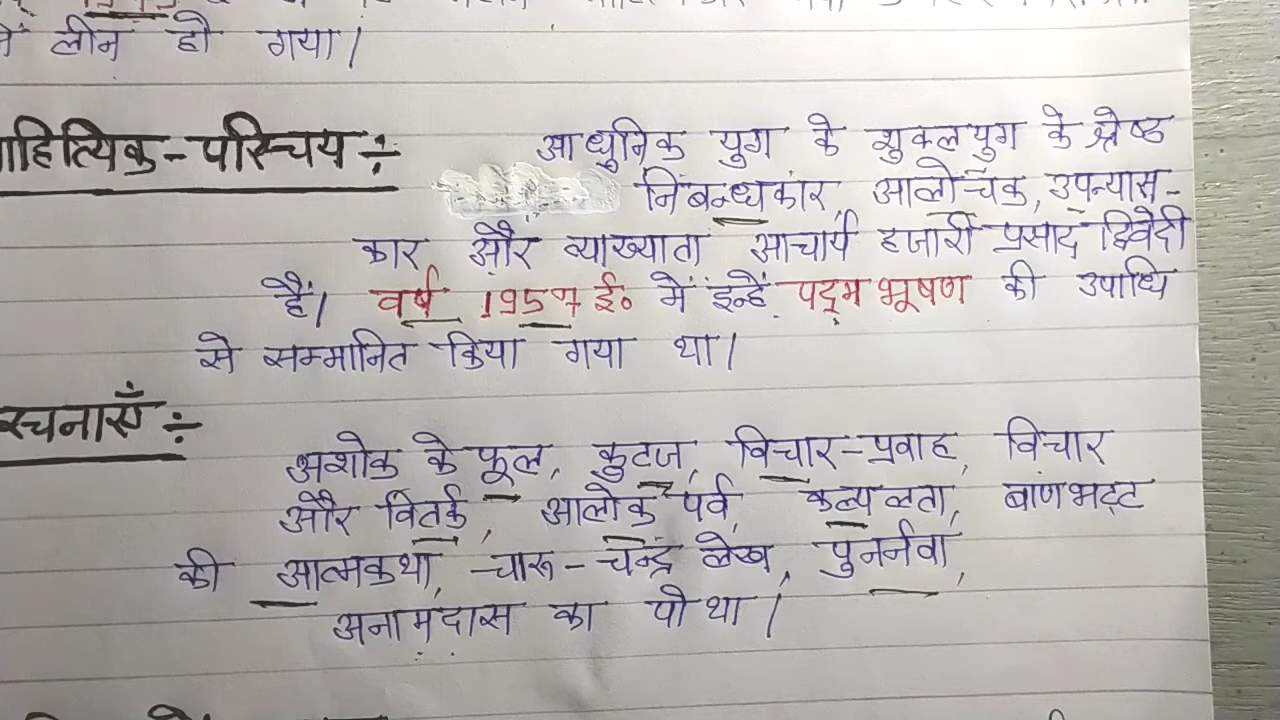 में लीन हो गया।
साहित्यिक-परिचय ÷ आधुनिक युग के शुक्लयुग के श्रेष्ठ
निबन्धकार, आलोचक, उपन्यास-
कार और व्याख्याता आचार्य हजारी प्रसाद द्विवेदी
हैं। वर्ष 1957 ई० में इन्हें पद्म भूषण की उपाधि
से सम्मानित किया गया था।
रचनाएँ ÷
अशोक के फूल, कुटज, विचार-प्रवाह, विचार
और वितर्क, आलोक पर्व, कल्पलता, बाणभट्ट
की आत्मकथा, चारू-चन्द्र लेख, पुनर्नवा,
अनामदास का पोथा।